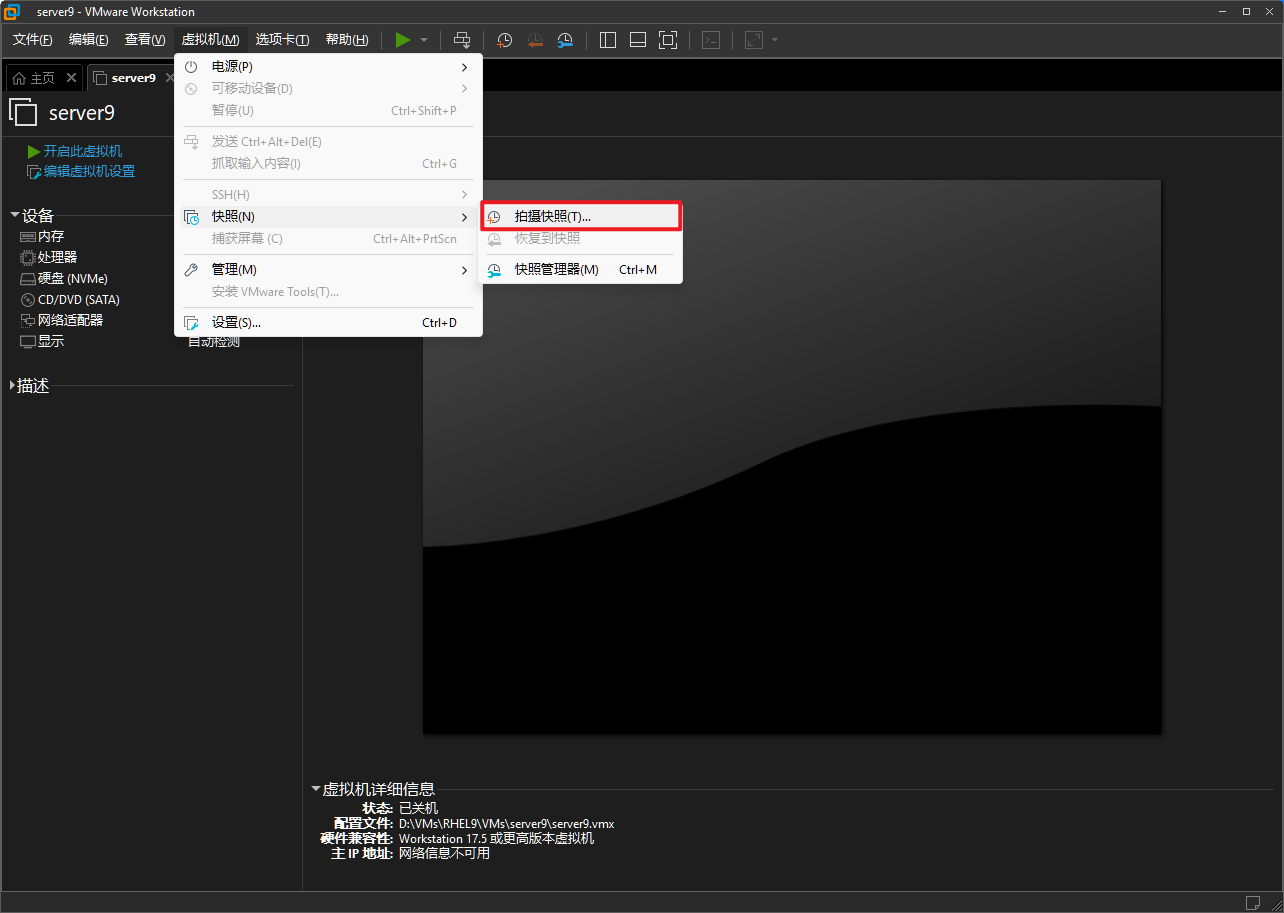 server9 - VMware Workstation
文件(F) 编辑(E) 查看(V) 虚拟机(M) 选项卡(T) 帮助(H)
主页 server9
server9
开启此虚拟机
编辑虚拟机设置
设备
内存
处理器
硬盘 (NVMe)
CD/DVD (SATA)
网络适配器
显示 自动检测
描述
电源(P)
可移动设备(D)
暂停(U) Ctrl+Shift+P
发送 Ctrl+Alt+Del(E)
抓取输入内容(I) Ctrl+G
SSH(H)
快照(N)
捕获屏幕 (C) Ctrl+Alt+PrtScn
管理(M)
安装 VMware Tools(T)...
设置(S)... Ctrl+D
拍摄快照(T)...
恢复到快照
快照管理器(M) Ctrl+M
虚拟机详细信息
状态: 已关机
配置文件: D:\VMs\RHEL9\VMs\server9\server9.vmx
硬件兼容性: Workstation 17.5 或更高版本虚拟机
主 IP 地址: 网络信息不可用